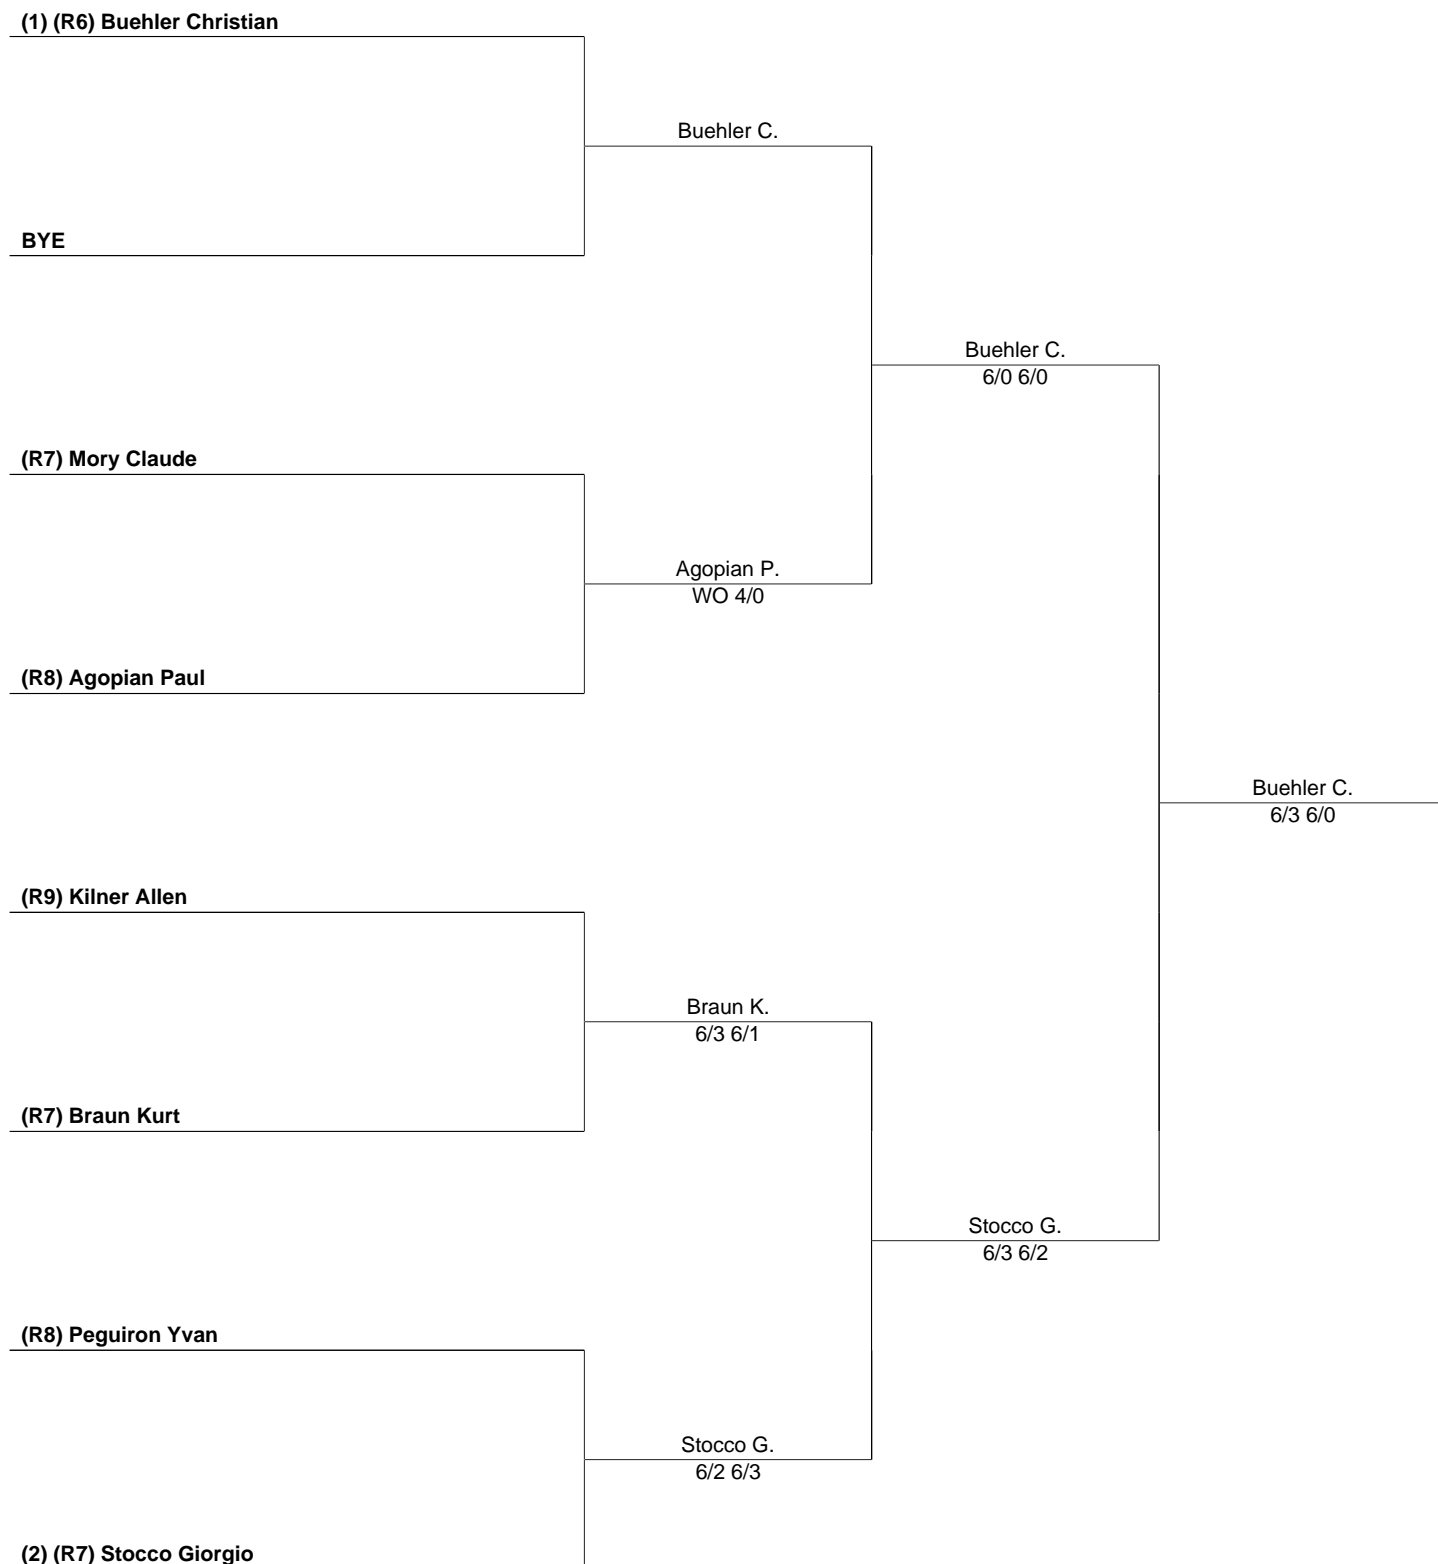 (1) (R6) Buehler Christian
Buehler C.
BYE
Buehler C.
6/0 6/0
(R7) Mory Claude
Agopian P.
WO 4/0
(R8) Agopian Paul
Buehler C.
6/3 6/0
(R9) Kilner Allen
Braun K.
6/3 6/1
(R7) Braun Kurt
Stocco G.
6/3 6/2
(R8) Peguiron Yvan
Stocco G.
6/2 6/3
(2) (R7) Stocco Giorgio